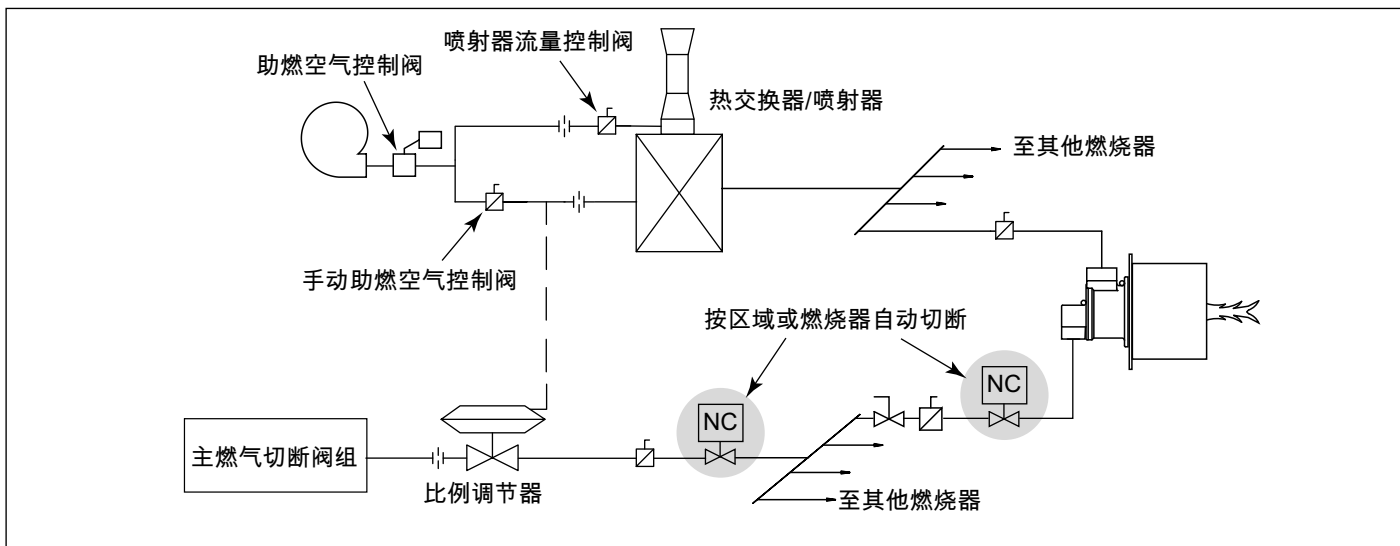 喷射器流量控制阀
助燃空气控制阀
热交换器/喷射器
至其他燃烧器
手动助燃空气控制阀
按区域或燃烧器自动切断
NC
NC
主燃气切断阀组
比例调节器
至其他燃烧器